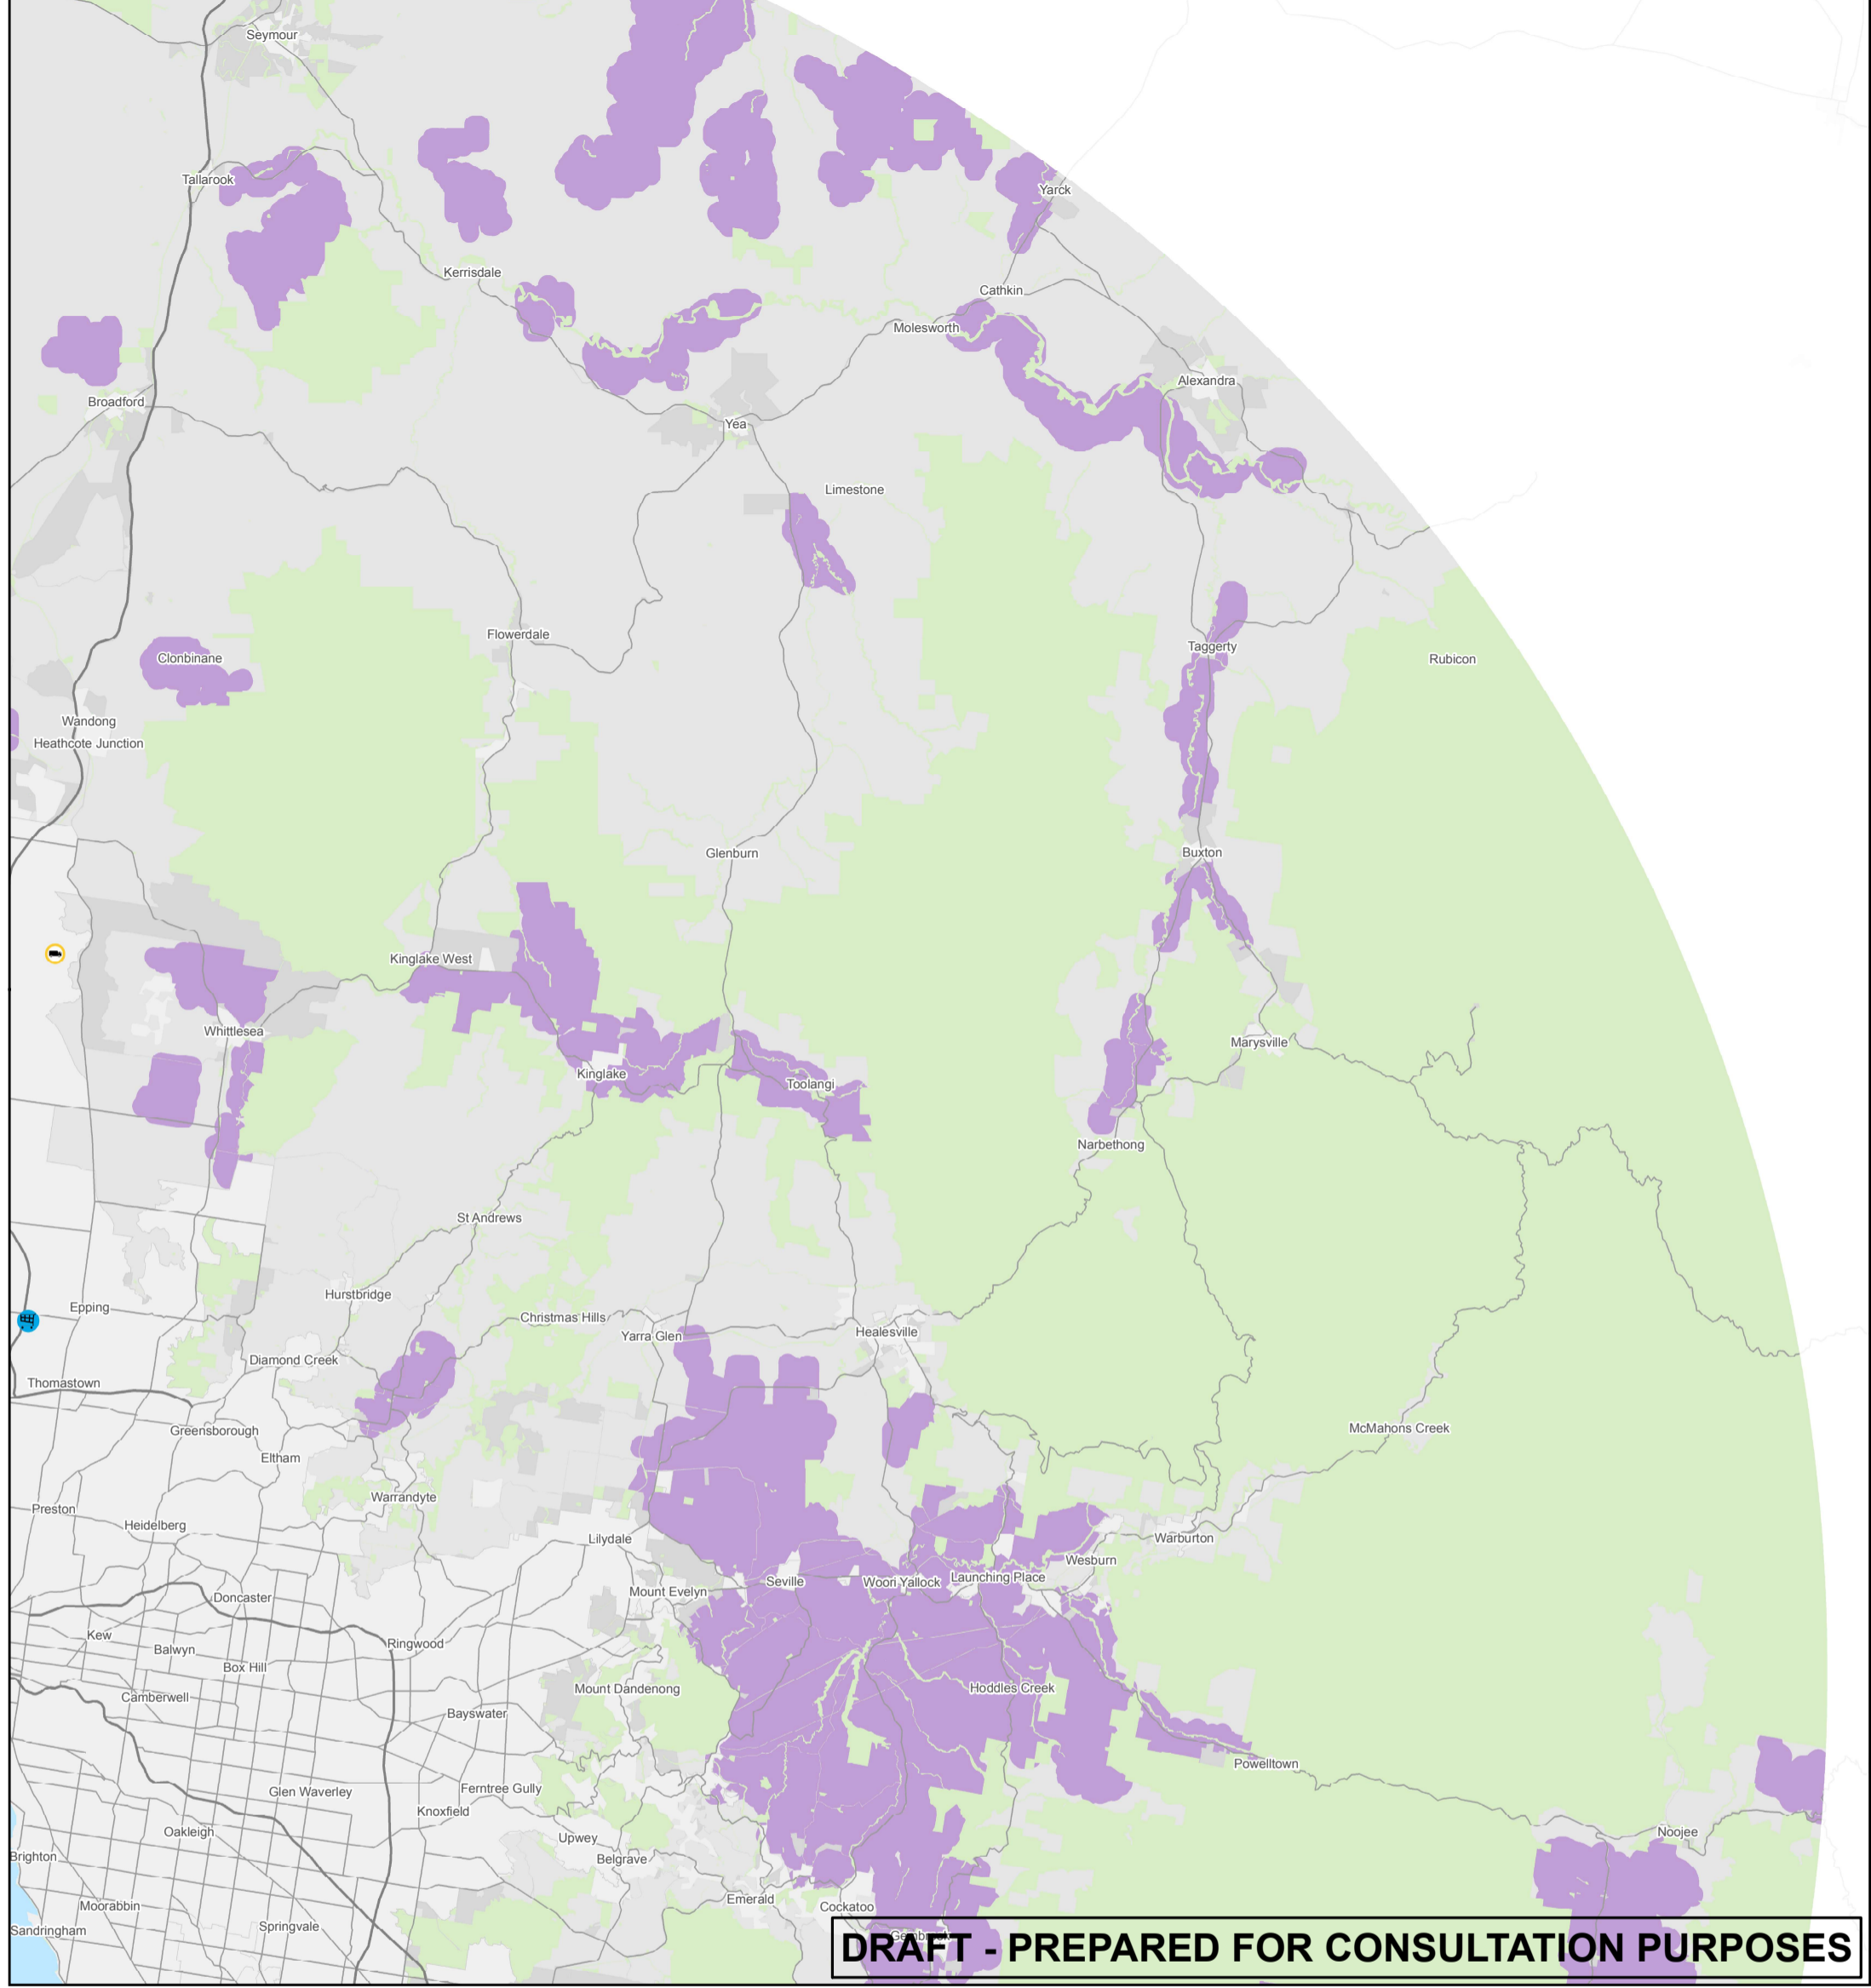 Seymour
Tallarook
Yarck
Kerrisdale
Cathkin
Molesworth
Alexandra
Broadford
Yea
Limestone
Flowerdale
Taggerty
Clonbinane
Rubicon
Wandong
Heathcote Junction
Glenburn
Buxton
Kinglake West
Whittlesea
Marysville
Kinglake
Toolangi
Narbethong
St Andrews
Hurstbridge
Epping
Christmas Hills
Yarra Glen
Healesville
Diamond Creek
Thomastown
McMahons Creek
Greensborough
Eltham
Warrandyte
Preston
Heidelberg
Lilydale
Warburton
Wesburn
Seville
Woori Yallock
Launching Place
Mount Evelyn
Doncaster
Kew
Balwyn
Ringwood
Box Hill
Mount Dandenong
Hoddles Creek
Camberwell
Bayswater
Powelltown
Glen Waverley
Ferntree Gully
Knoxfield
Oakleigh
Noojee
Upwey
Brighton
Belgrave
Emerald
Moorabbin
Cockatoo
Springvale
Sandringham
DRAFT - PREPARED FOR CONSULTATION PURPOSES